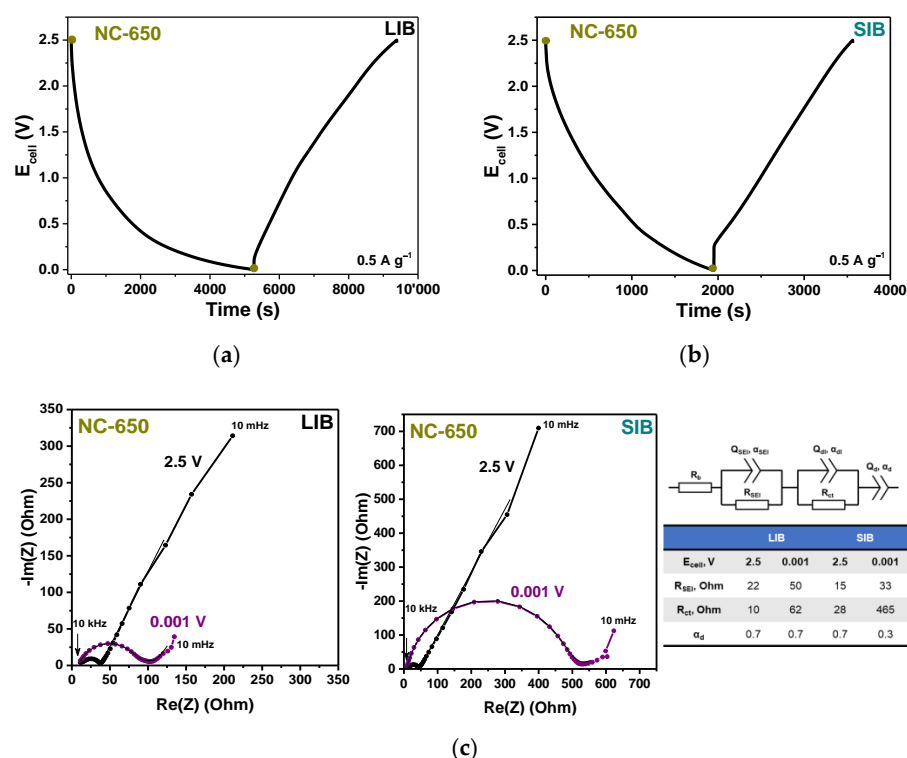 NC-650 LIB
E_cell (V)
2.5
2.0
1.5
1.0
0.5
0.0
0.5 A g⁻¹
0 2000 4000 6000 8000 10'000
Time (s)
(a)
NC-650 SIB
E_cell (V)
2.5
2.0
1.5
1.0
0.5
0.0
0.5 A g⁻¹
0 1000 2000 3000 4000
Time (s)
(b)
NC-650 LIB
-Im(Z) (Ohm)
350
300
250
200
150
100
50
0
10 mHz
2.5 V
0.001 V
10 kHz
10 mHz
0 50 100 150 200 250 300 350
Re(Z) (Ohm)
NC-650 SIB
-Im(Z) (Ohm)
700
600
500
400
300
200
100
0
10 mHz
2.5 V
0.001 V
10 kHz
10 mHz
0 100 200 300 400 500 600 700
Re(Z) (Ohm)
Q_SEI, α_SEI Q_dl, α_dl Q_d, α_d
R_b
R_SEI R_ct
LIB SIB
E_cell, V 2.5 0.001 2.5 0.001
R_SEI, Ohm 22 50 15 33
R_ct, Ohm 10 62 28 465
α_d 0.7 0.7 0.7 0.3
(c)